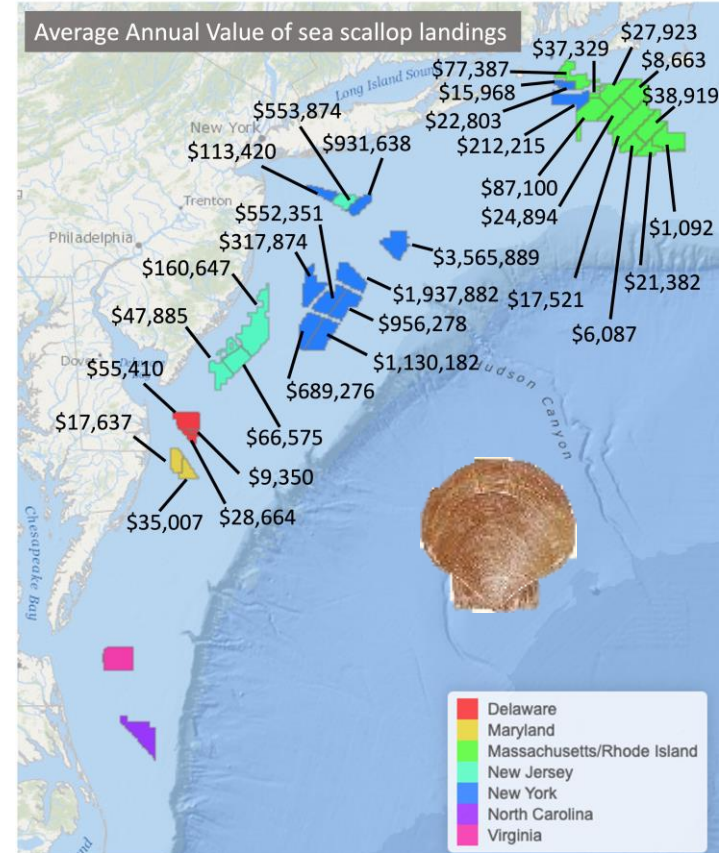 Average Annual Value of sea scallop landings
$27,923
$37,329
$8,663
$77,387
Long Island Soun
$15,968
$38,919
$553,874
$22,803
New York
$931,638
$212,215
$113,420
$87,100
Trenton
$552,351
$24,894
$1,092
Philadelphia
$317,874
$3,565,889
$160,647
$21,382
$1,937,882
$17,521
$47,885
$956,278
$6,087
Dover
$1,130,182
Hudson Canyon
$55,410
$689,276
$17,637
$66,575
$9,350
$28,664
$35,007
Chesapeake Bay
Delaware
Maryland
Massachusetts/Rhode Island
New Jersey
New York
North Carolina
Virginia